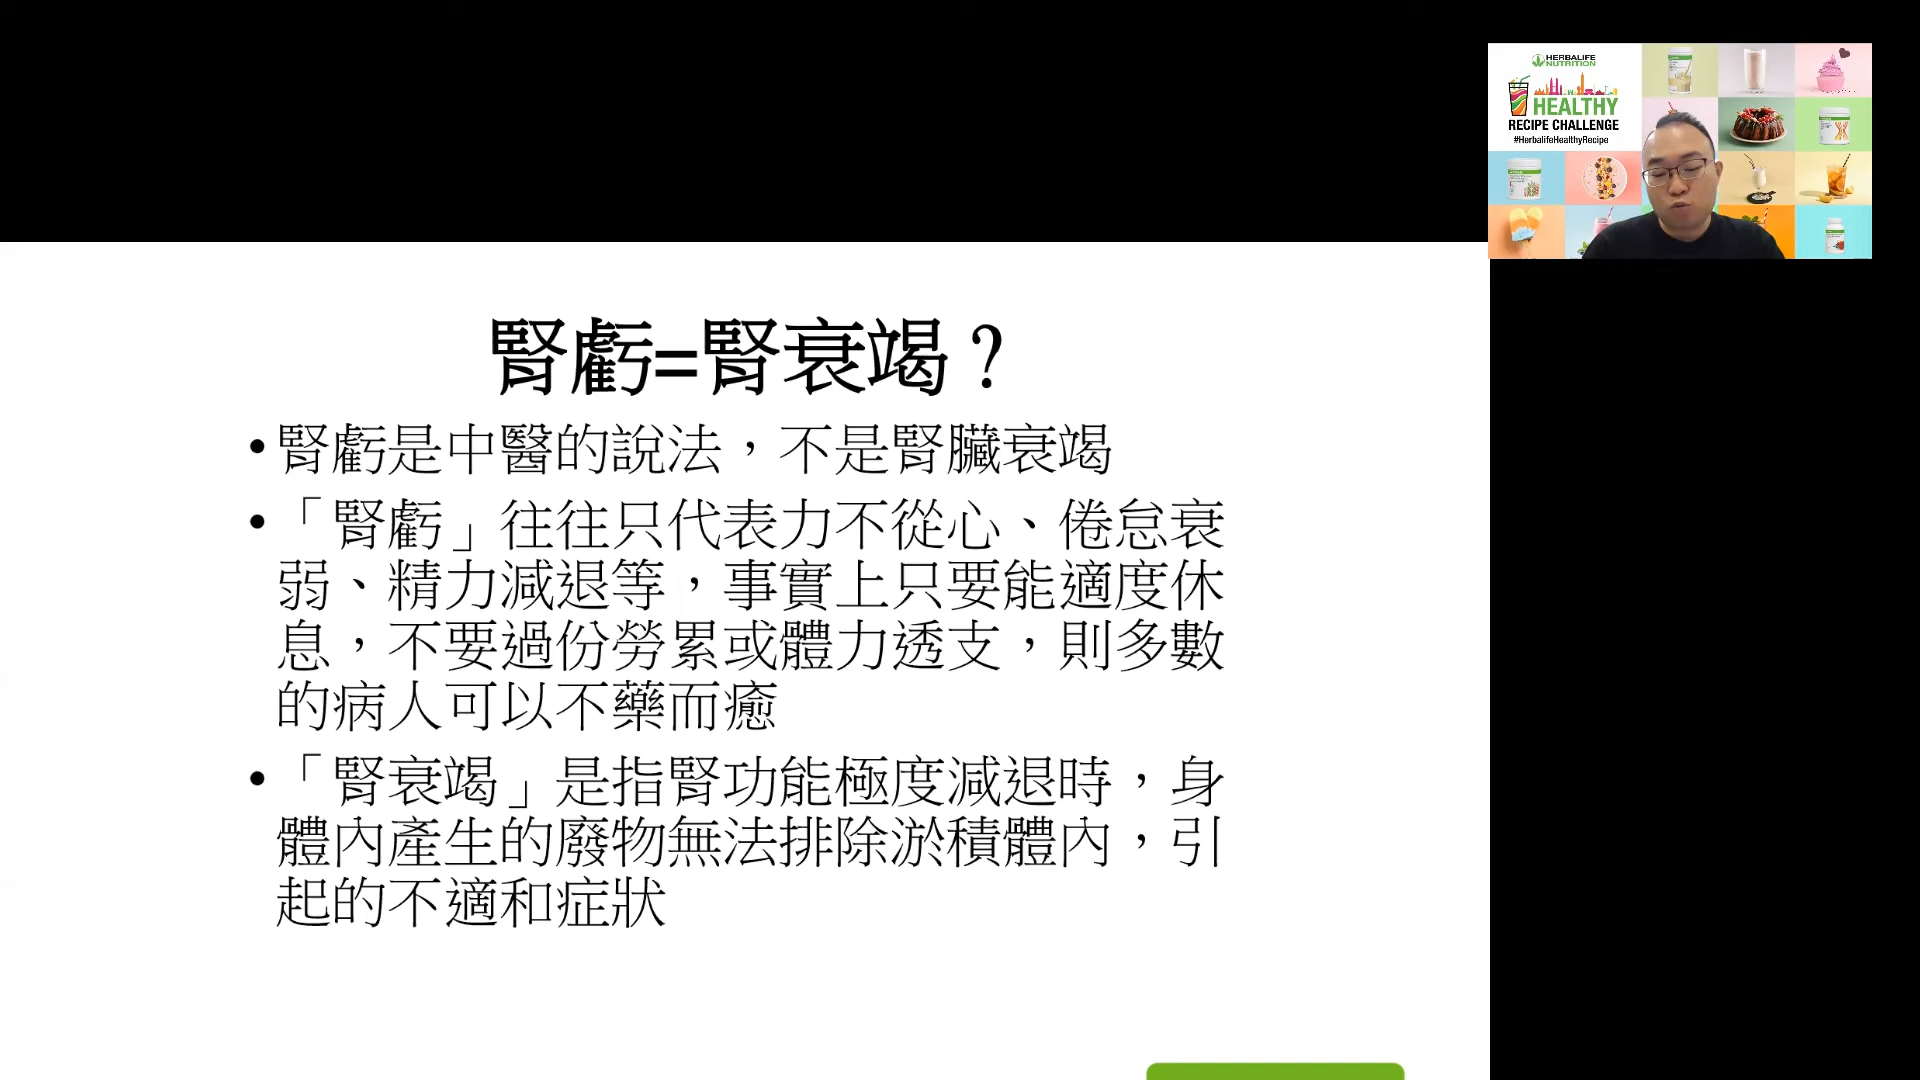 HERBALIFE
NUTRITION
HEALTHY
RECIPE CHALLENGE
#HerbalifeHealthyRecipe
腎虧=腎衰竭？
•腎虧是中醫的說法，不是腎臟衰竭
•「腎虧」往往只代表力不從心、倦怠衰
弱、精力減退等，事實上只要能適度休
息，不要過份勞累或體力透支，則多數
的病人可以不藥而癒
•「腎衰竭」是指腎功能極度減退時，身
體內產生的廢物無法排除淤積體內，引
起的不適和症狀